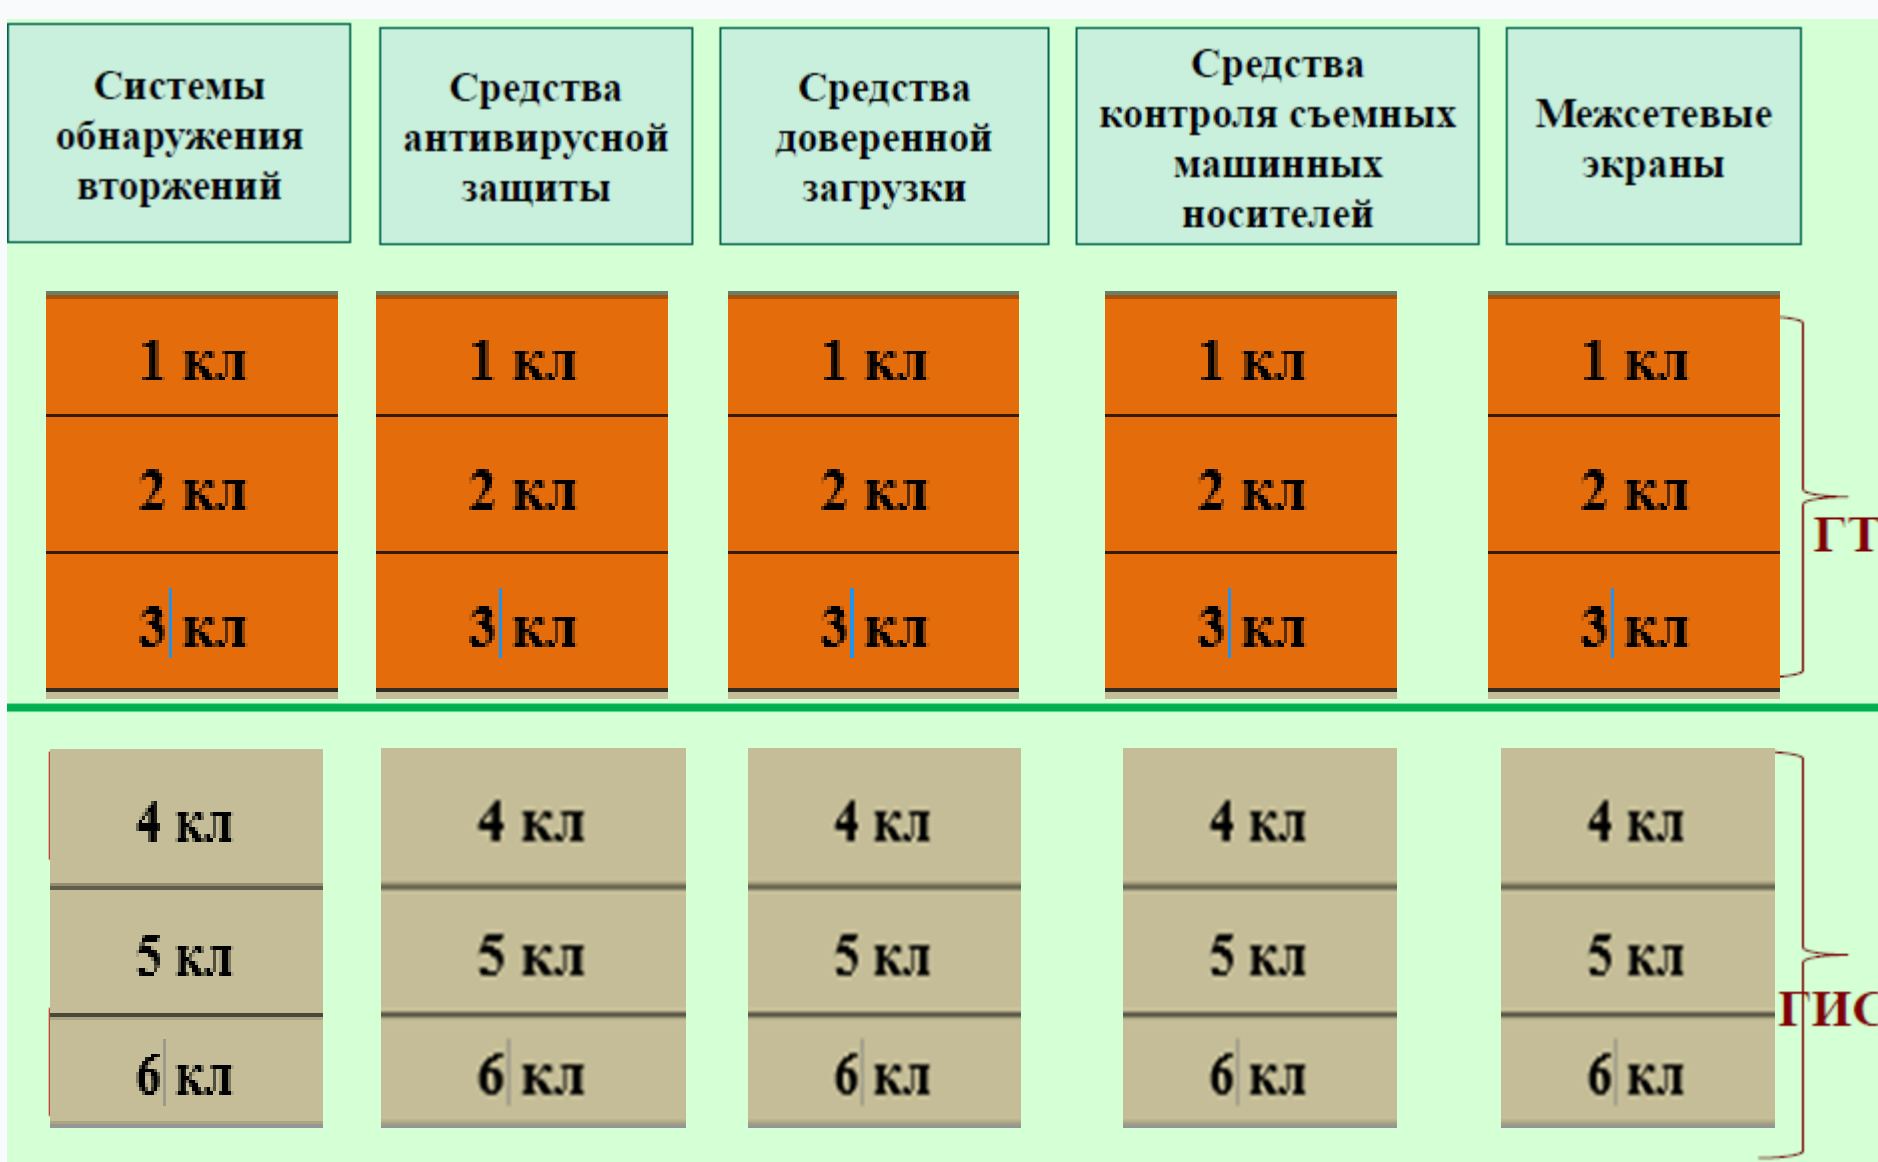 Системы
обнаружения
вторжений
Средства
антивирусной
защиты
Средства
доверенной
загрузки
Средства
контроля съемных
машинных
носителей
Межсетевые
экраны
1 кл
1 кл
1 кл
1 кл
1 кл
2 кл
2 кл
2 кл
2 кл
2 кл
ГТ
3 кл
3 кл
3 кл
3 кл
3 кл
4 кл
4 кл
4 кл
4 кл
4 кл
5 кл
5 кл
5 кл
5 кл
5 кл
ГИС
6 кл
6 кл
6 кл
6 кл
6 кл